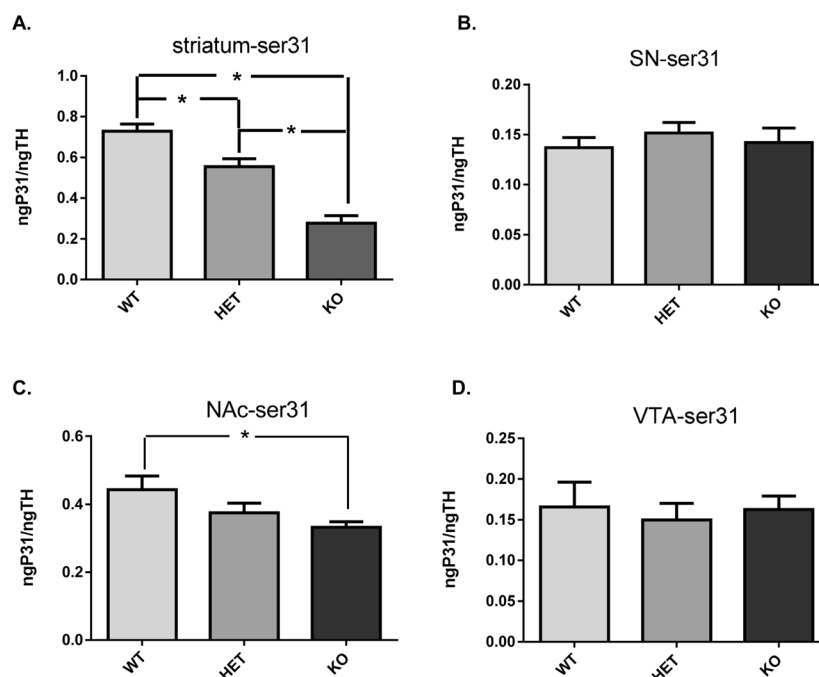 A.
striatum-ser31
ngP31/ngTH
1.0
0.8
0.6
0.4
0.2
0.0
*
*
*
WT
HET
KO
B.
SN-ser31
ngP31/ngTH
0.20
0.15
0.10
0.05
0.00
WT
HET
KO
C.
NAc-ser31
ngP31/ngTH
0.6
0.4
0.2
0.0
*
WT
HET
KO
D.
VTA-ser31
ngP31/ngTH
0.25
0.20
0.15
0.10
0.05
0.00
WT
HET
KO